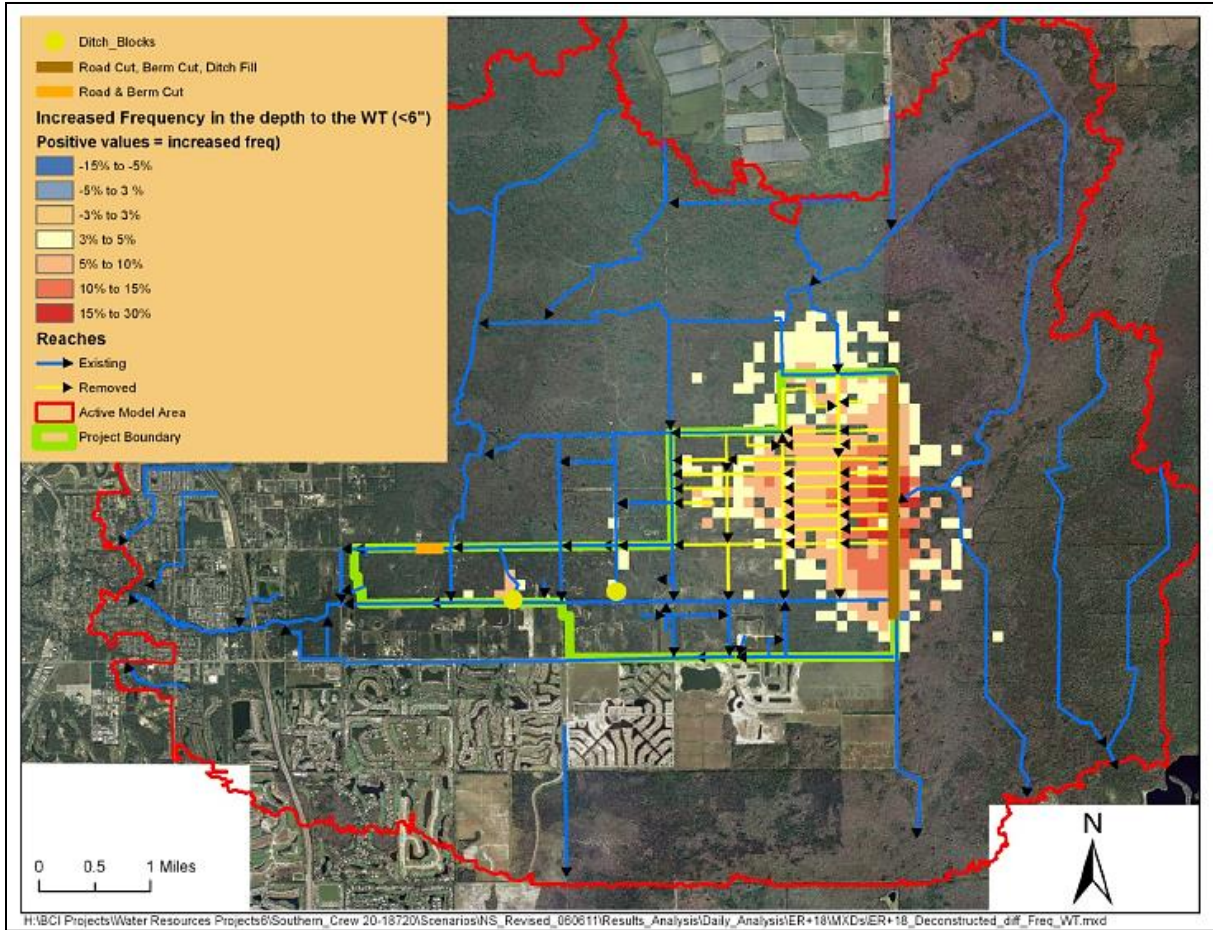 Ditch_Blocks
Road Cut, Berm Cut, Ditch Fill
Road & Berm Cut
Increased Frequency in the depth to the WT (<6")
Positive values = increased freq)
-15% to -5%
-5% to 3 %
-3% to 3%
3% to 5%
5% to 10%
10% to 15%
15% to 30%
Reaches
Existing
Removed
Active Model Area
Project Boundary
N
0 0.5 1 Miles
H:\BCI Projects\Water Resources Projects6\Southern_Crew 20-18720\Scenarios\NS_Revised_060611\Results_Analysis\Daily_Analysis\ER+18\MXDs\ER+18_Deconstructed_diff_Freq_WT.mxd